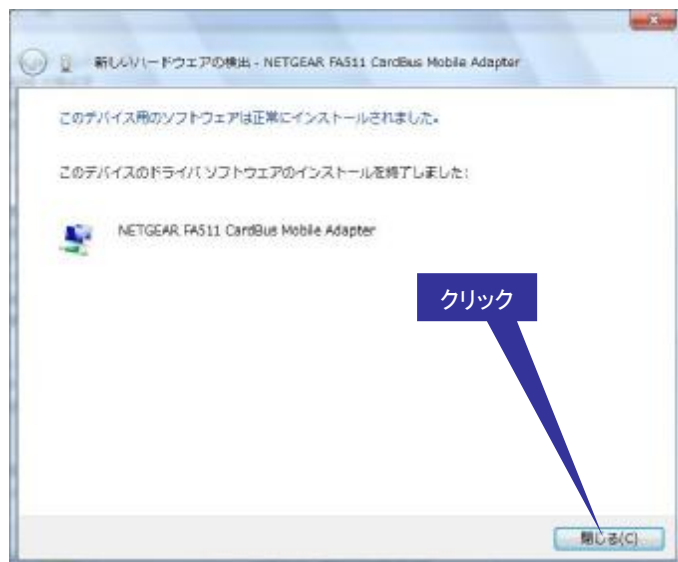 新しいハードウェアの検出 - NETGEAR FA511 CardBus Mobile Adapter
このデバイス用のソフトウェアは正常にインストールされました。
このデバイスのドライバ ソフトウェアのインストールを終了しました:
NETGEAR FA511 CardBus Mobile Adapter
クリック
閉じる(C)